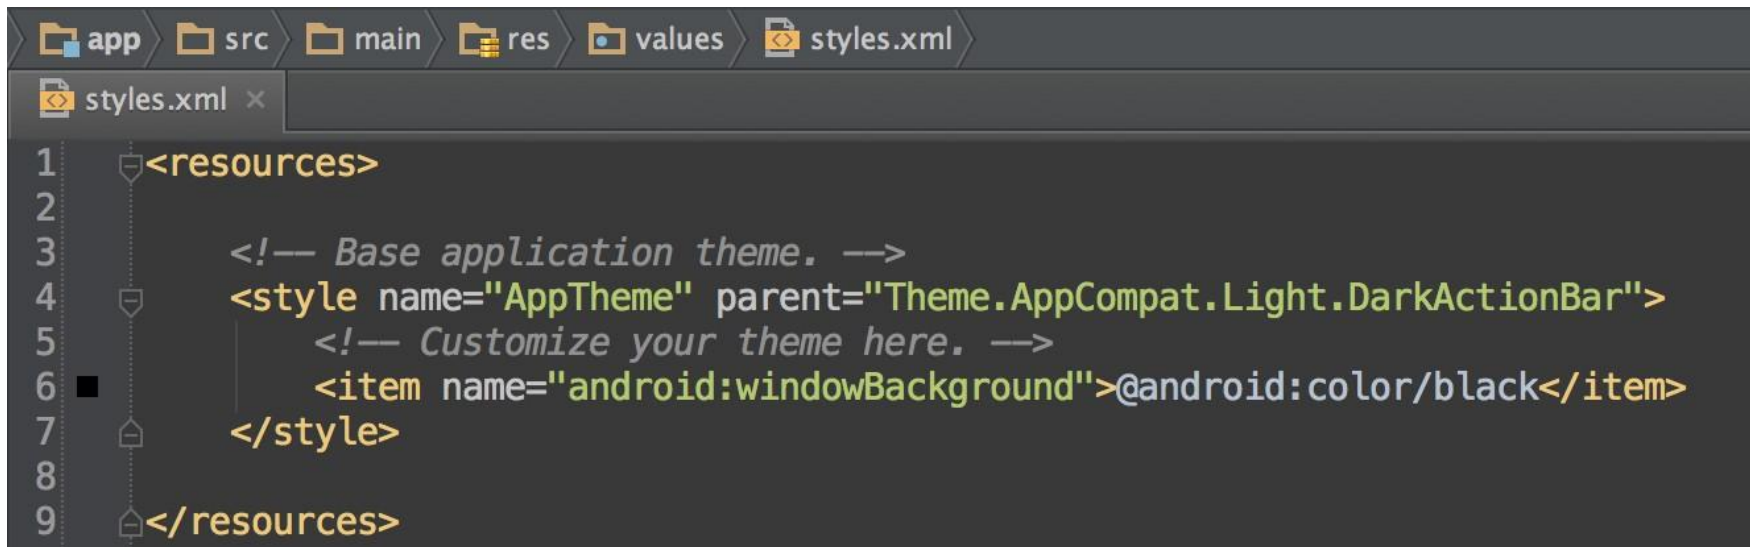 app src main res values styles.xml
styles.xml ×
1 <resources>
2
3 <!-- Base application theme. -->
4 <style name="AppTheme" parent="Theme.AppCompat.Light.DarkActionBar">
5 <!-- Customize your theme here. -->
6 <item name="android:windowBackground">@android:color/black</item>
7 </style>
8
9 </resources>